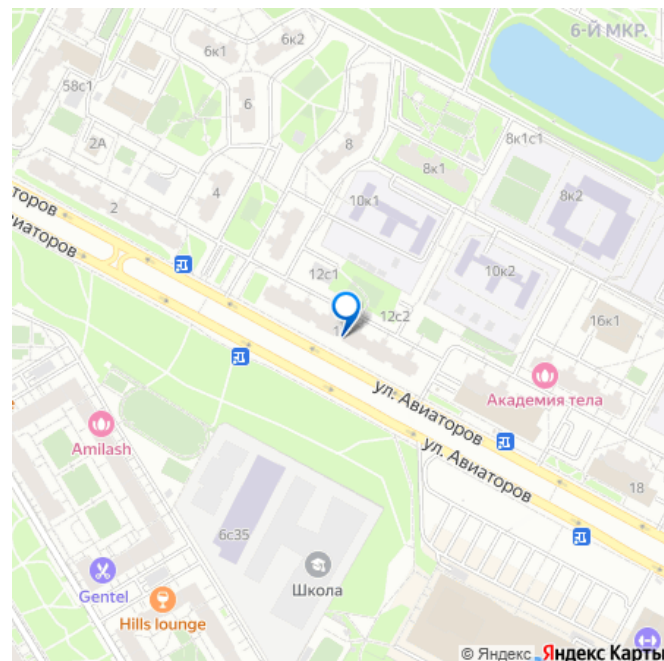 6-Й МКР.
6к2
6к1
58с1
6
8к1с1
2А
8
8к1
8к2
4
10к1
2
торов
Авиаторов
10к2
12с1
12с2
16к1
Академия тела
ул. Авиаторов
ул. Авиаторов
Amilash
18
6с35
Школа
Gentel
Hills lounge
© Яндекс
Яндекс Карты